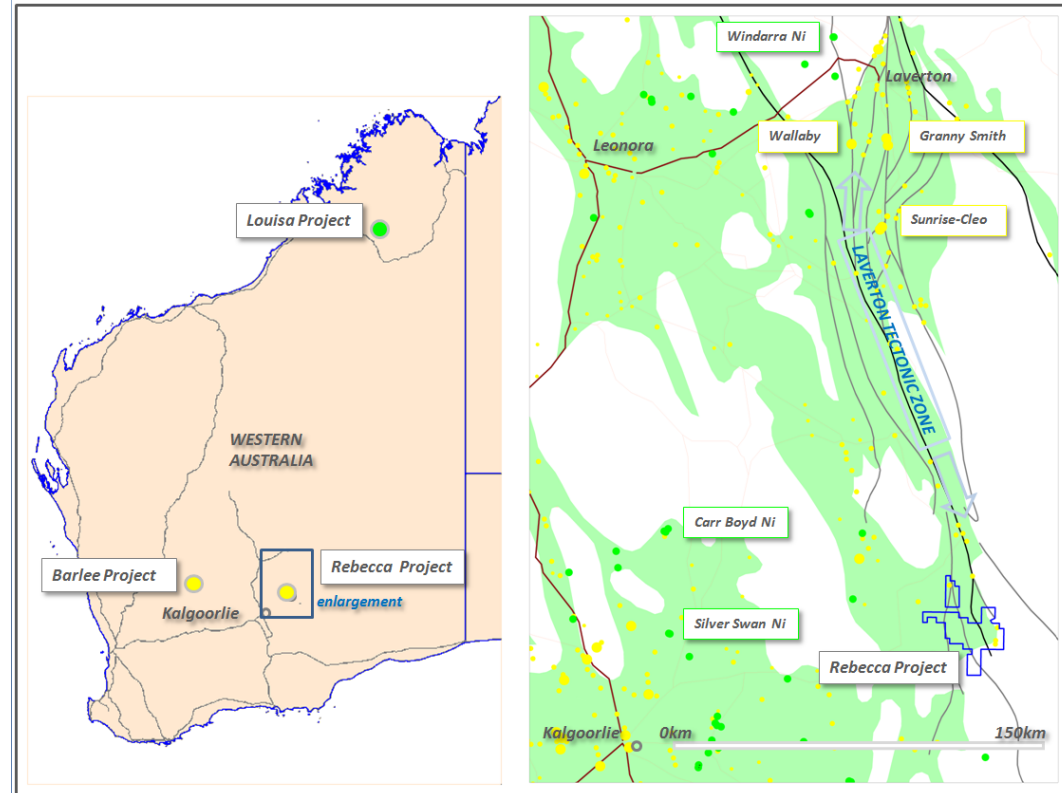 Louisa Project
WESTERN
AUSTRALIA
Barlee Project
Rebecca Project
Kalgoorlie
enlargement
Windarra Ni
Laverton
Wallaby
Granny Smith
Leonora
Sunrise-Cleo
LAVERTON TECTONIC ZONE
Carr Boyd Ni
Silver Swan Ni
Rebecca Project
Kalgoorlie
0km
150km